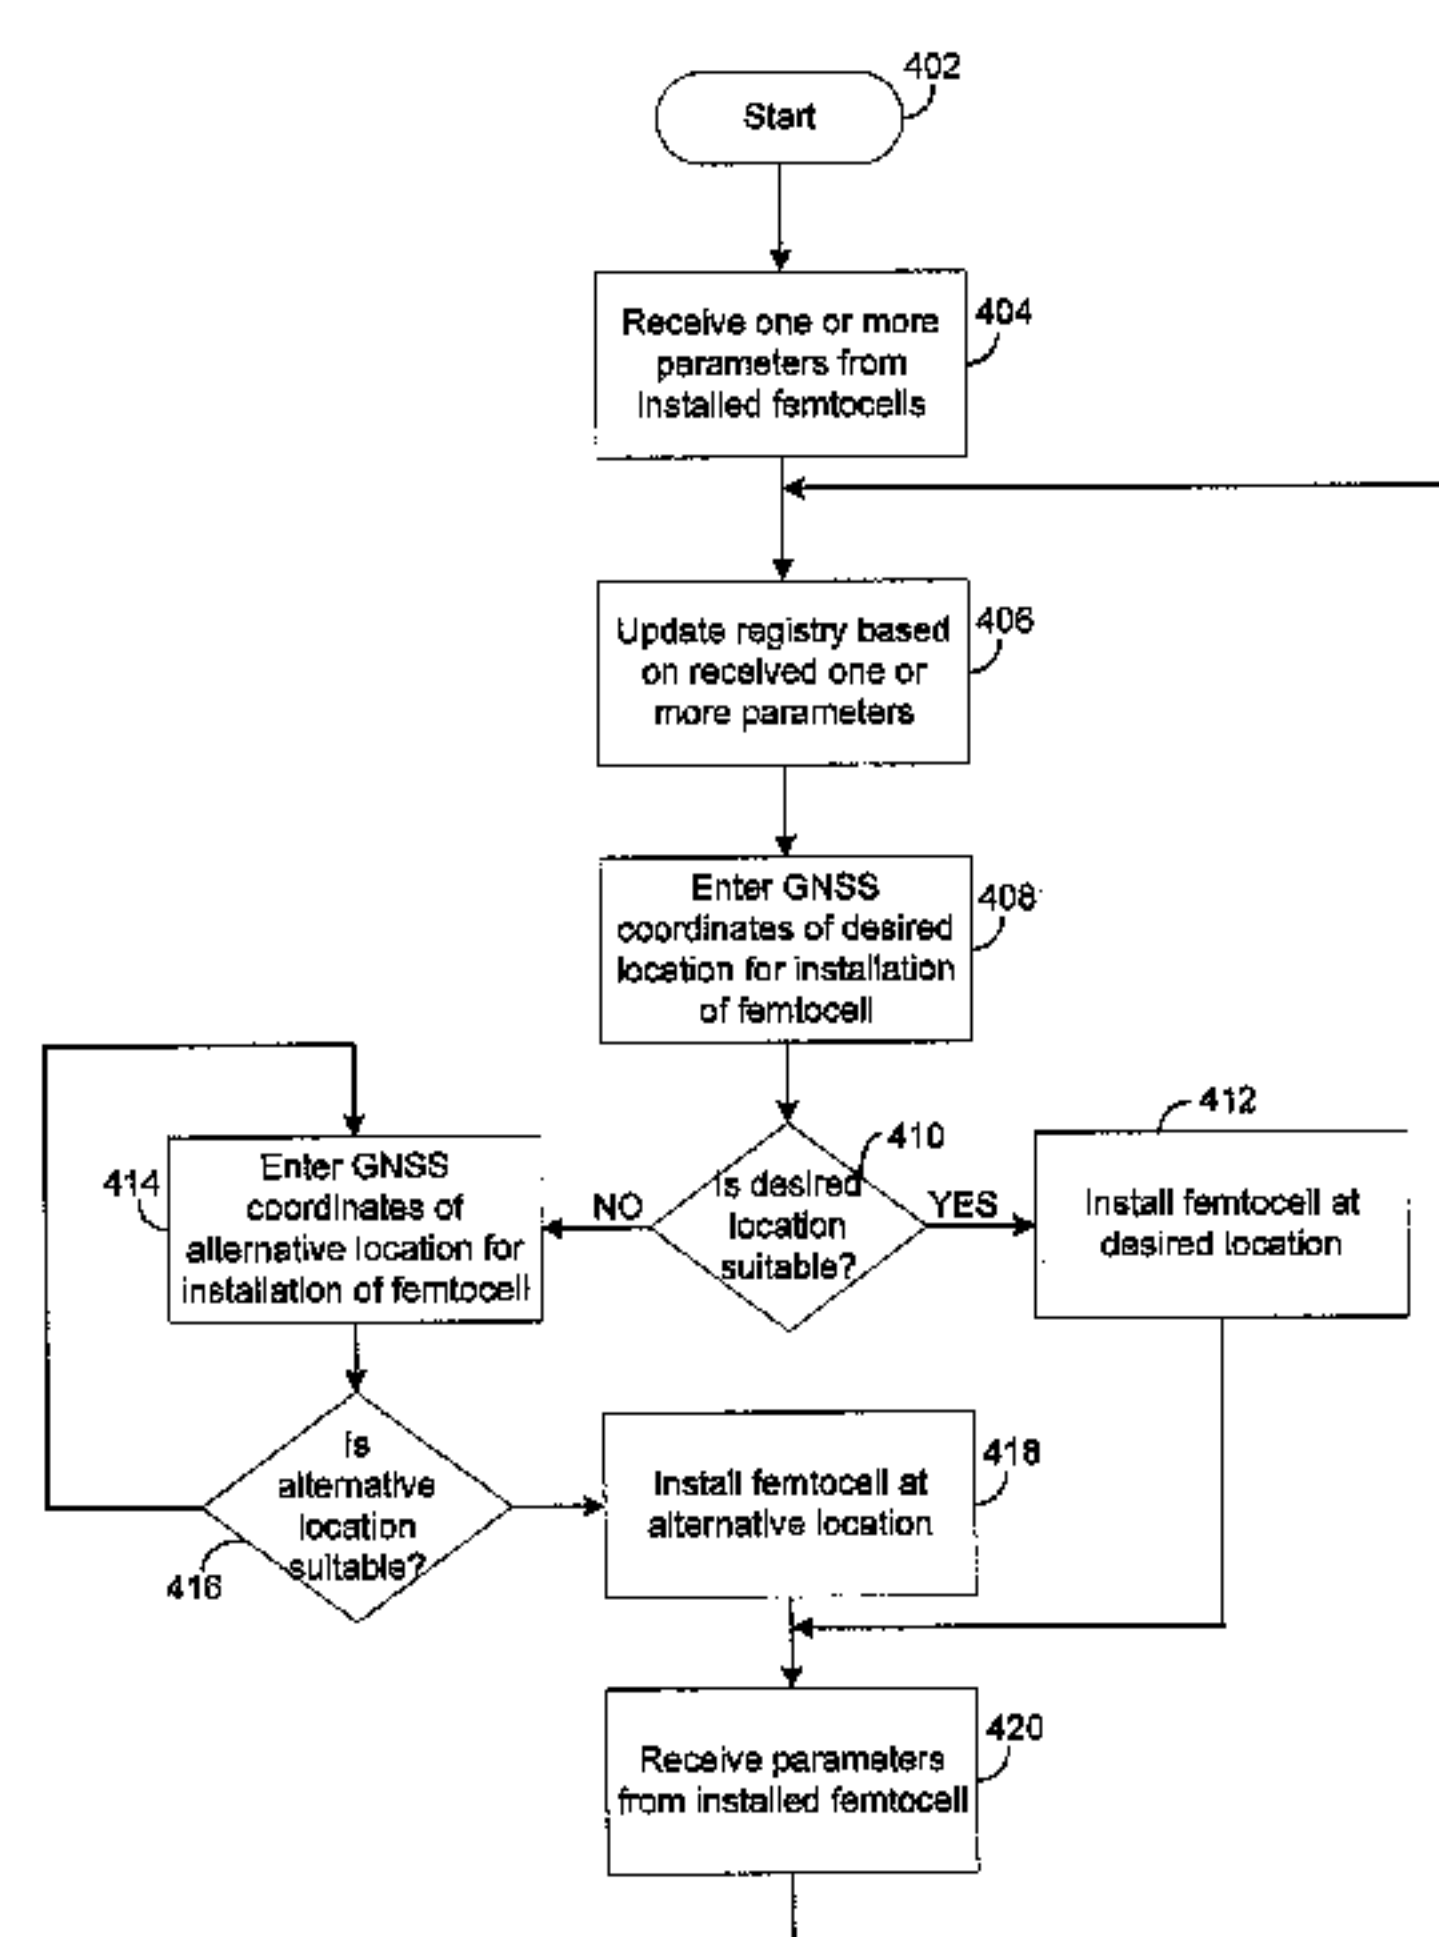 402
Start
Receive one or more
parameters from
installed femtocells
404
Update registry based
on received one or
more parameters
406
Enter GNSS
coordinates of desired
location for installation
of femtocell
408
Is desired
location
suitable?
410
NO
YES
412
Install femtocell at
desired location
414
Enter GNSS
coordinates of
alternative location for
installation of femtocell
Is
alternative
location
suitable?
416
Install femtocell at
alternative location
418
Receive parameters
from installed femtocell
420